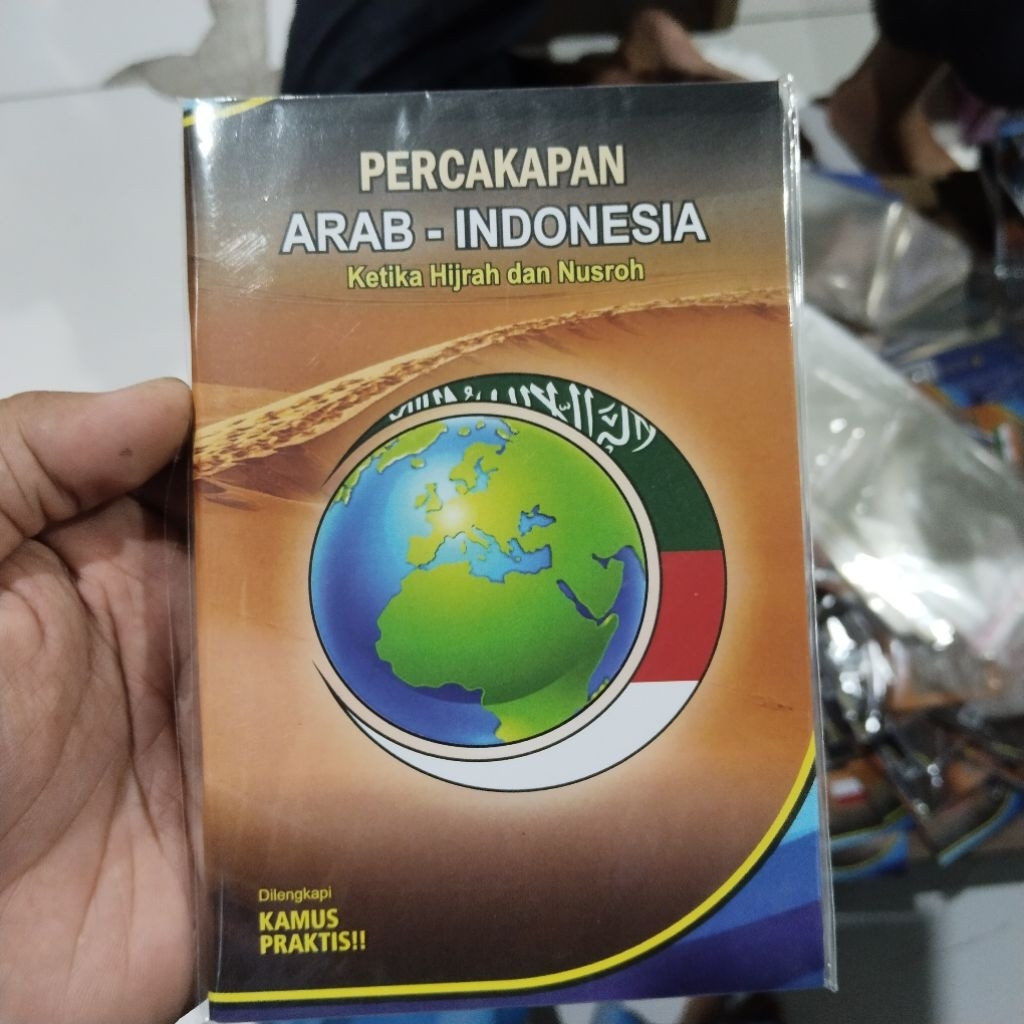 PERCAKAPAN
ARAB - INDONESIA
Ketika Hijrah dan Nusroh
Dilengkapi
KAMUS
PRAKTIS!!